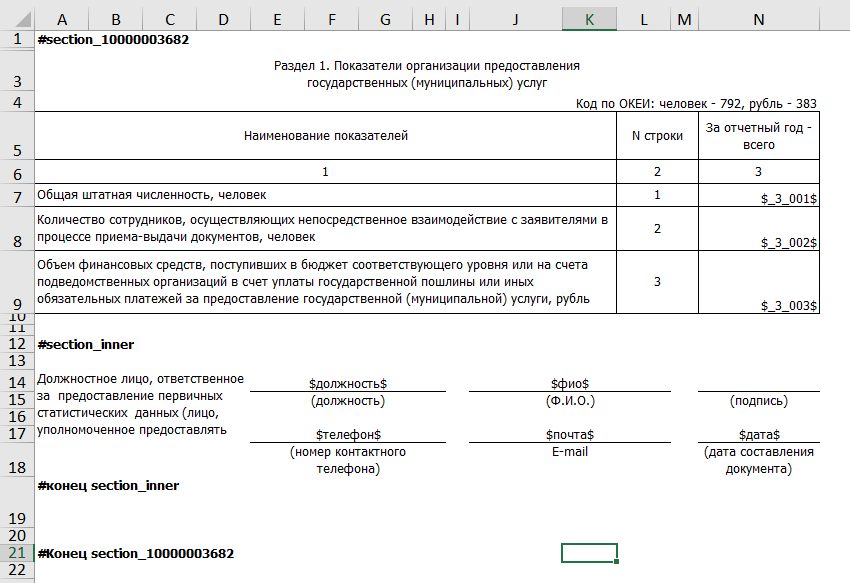 A B C D E F G H I J K L M N
1 #section_10000003682
Раздел 1. Показатели организации предоставления
3 государственных (муниципальных) услуг
4 Код по ОКЕИ: человек - 792, рубль - 383
5 Наименование показателей N строки За отчетный год -
всего
6 1 2 3
7 Общая штатная численность, человек 1 $_3_001$
Количество сотрудников, осуществляющих непосредственное взаимодействие с заявителями в
8 процессе приема-выдачи документов, человек 2 $_3_002$
Объем финансовых средств, поступивших в бюджет соответствующего уровня или на счета
подведомственных организаций в счет уплаты государственной пошлины или иных 3
9 обязательных платежей за предоставление государственной (муниципальной) услуги, рубль $_3_003$
10
11
12 #section_inner
13
14 Должностное лицо, ответственное $должность$ $фио$
15 за предоставление первичных (должность) (Ф.И.О.) (подпись)
16 статистических данных (лицо,
17 уполномоченное предоставлять $телефон$ $почта$ $дата$
(номер контактного E-mail (дата составления
18 телефона) документа)
#конец section_inner
19
20
21 #Конец section_10000003682
22